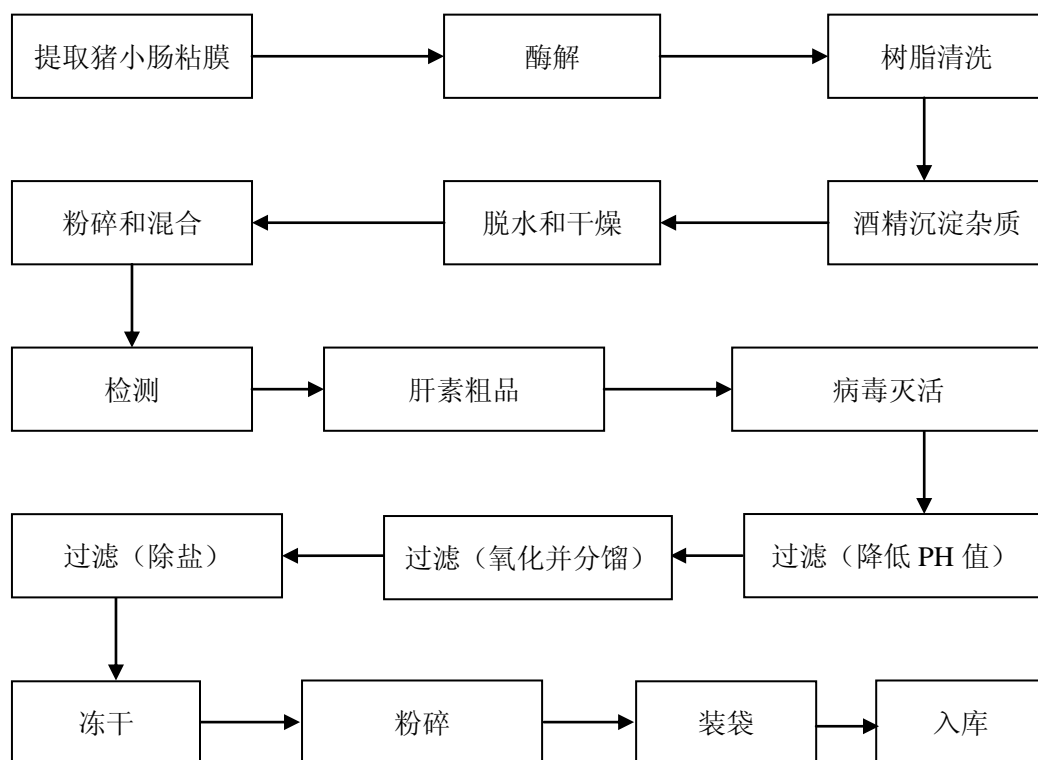 提取猪小肠粘膜
酶解
树脂清洗
粉碎和混合
脱水和干燥
酒精沉淀杂质
检测
肝素粗品
病毒灭活
过滤（除盐）
过滤（氧化并分馏）
过滤（降低 PH 值）
冻干
粉碎
装袋
入库